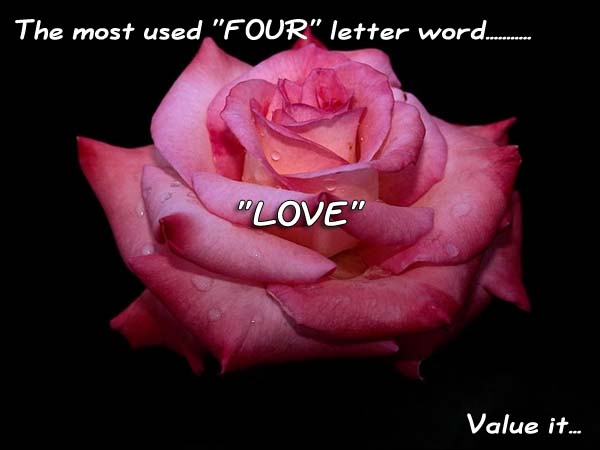 The most used "FOUR" letter word...........
"LOVE"
Value it...